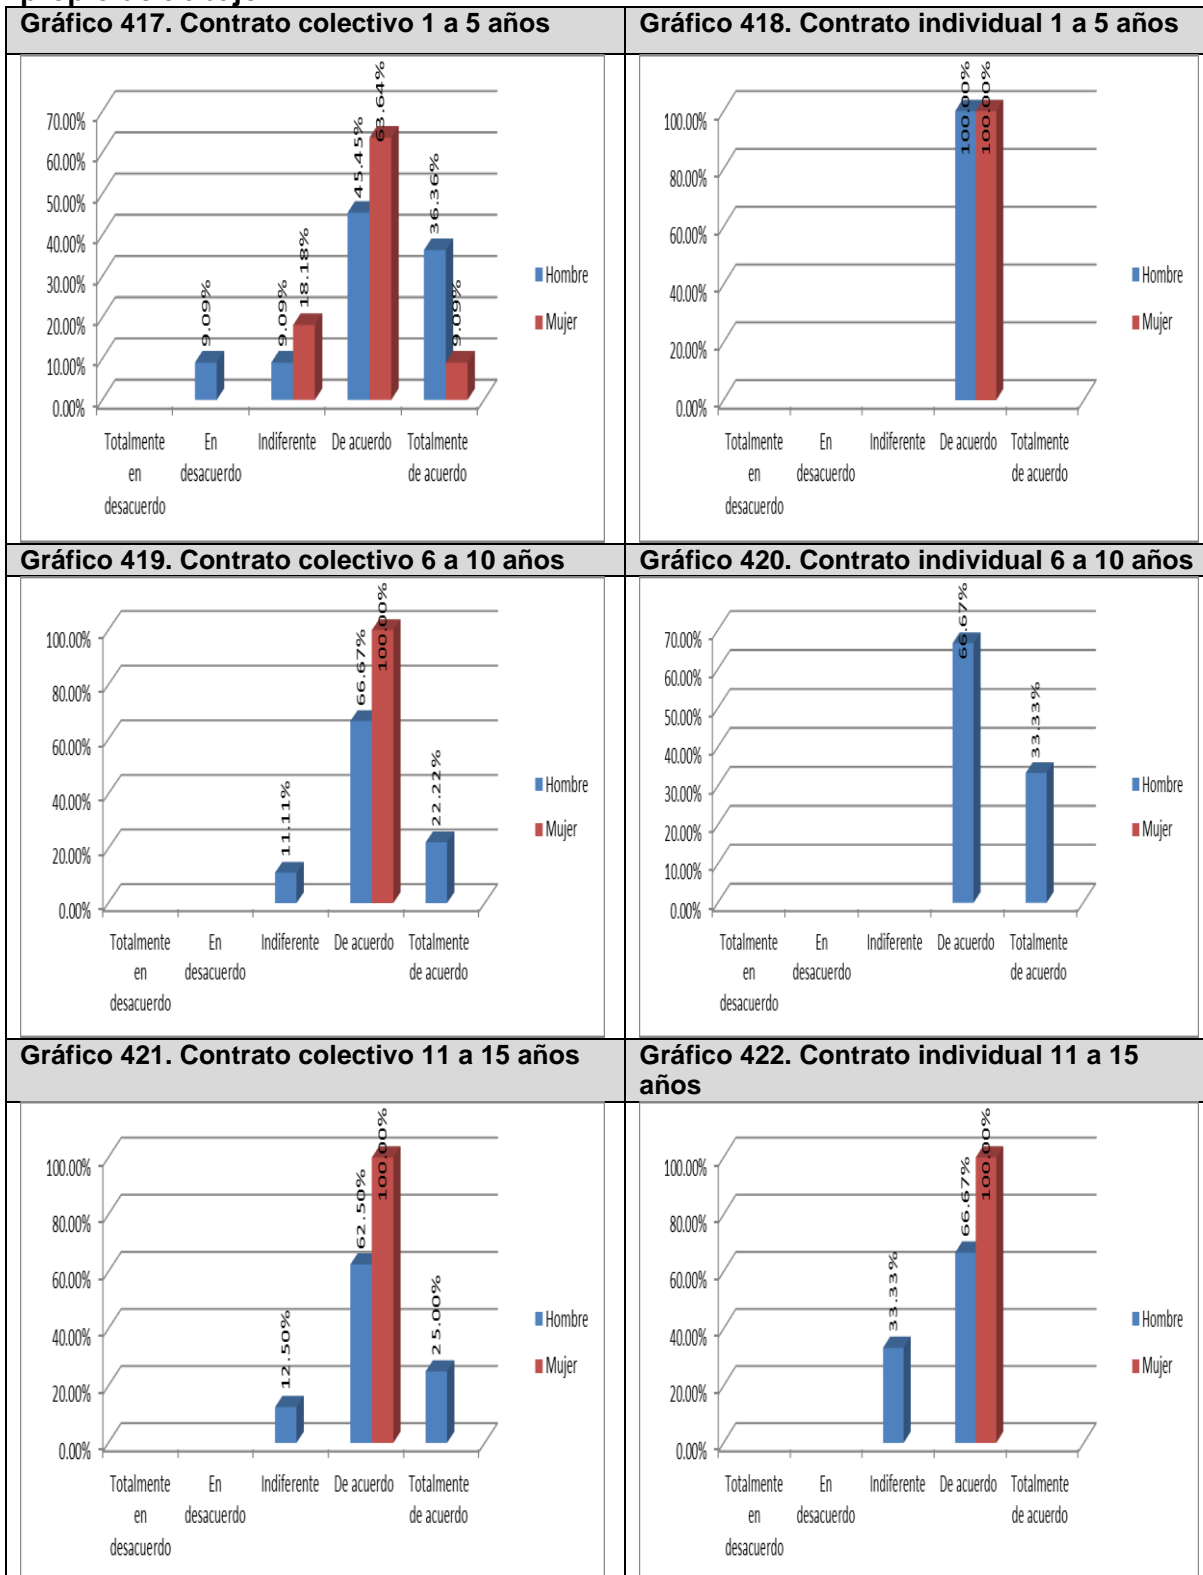 Gráfico 417. Contrato colectivo 1 a 5 años
Gráfico 418. Contrato individual 1 a 5 años
70.00%
60.00%
50.00%
40.00%
30.00%
20.00%
10.00%
0.00%
9.09%
9.09%
18.18%
45.45%
63.64%
36.36%
9.09%
Hombre
Mujer
Totalmente en desacuerdo
En desacuerdo
Indiferente
De acuerdo
Totalmente de acuerdo
100.00%
80.00%
60.00%
40.00%
20.00%
0.00%
100.00%
100.00%
Hombre
Mujer
Totalmente en desacuerdo
En desacuerdo
Indiferente
De acuerdo
Totalmente de acuerdo
Gráfico 419. Contrato colectivo 6 a 10 años
Gráfico 420. Contrato individual 6 a 10 años
100.00%
80.00%
60.00%
40.00%
20.00%
0.00%
11.11%
66.67%
100.00%
22.22%
Hombre
Mujer
Totalmente en desacuerdo
En desacuerdo
Indiferente
De acuerdo
Totalmente de acuerdo
70.00%
60.00%
50.00%
40.00%
30.00%
20.00%
10.00%
0.00%
66.67%
33.33%
Hombre
Mujer
Totalmente en desacuerdo
En desacuerdo
Indiferente
De acuerdo
Totalmente de acuerdo
Gráfico 421. Contrato colectivo 11 a 15 años
Gráfico 422. Contrato individual 11 a 15
años
100.00%
80.00%
60.00%
40.00%
20.00%
0.00%
12.50%
62.50%
100.00%
25.00%
Hombre
Mujer
Totalmente en desacuerdo
En desacuerdo
Indiferente
De acuerdo
Totalmente de acuerdo
100.00%
80.00%
60.00%
40.00%
20.00%
0.00%
33.33%
66.67%
100.00%
Hombre
Mujer
Totalmente en desacuerdo
En desacuerdo
Indiferente
De acuerdo
Totalmente de acuerdo